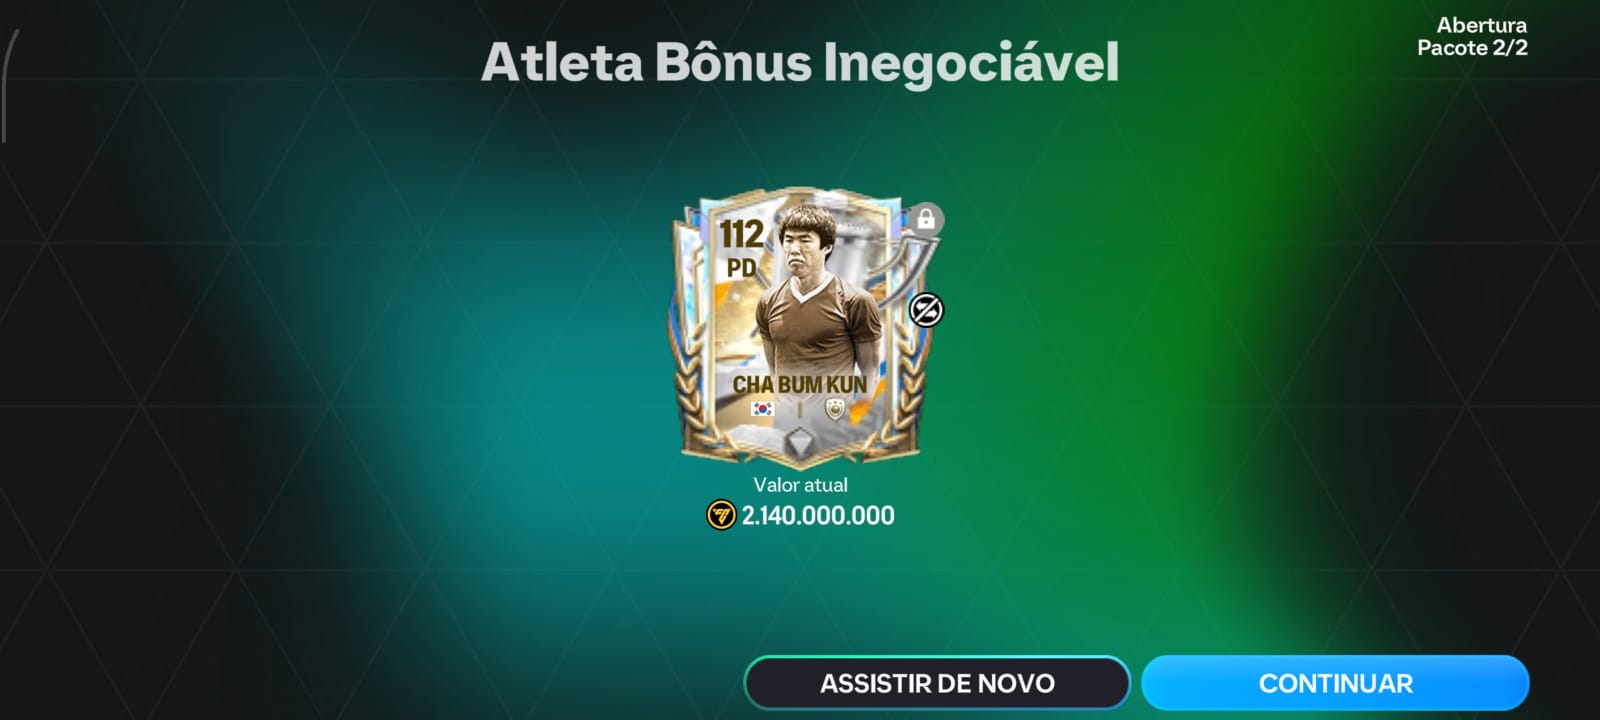 Abertura
Pacote 2/2
Atleta Bônus Inegociável
112
PD
CHA BUM KUN
Valor atual
2.140.000.000
ASSISTIR DE NOVO
CONTINUAR